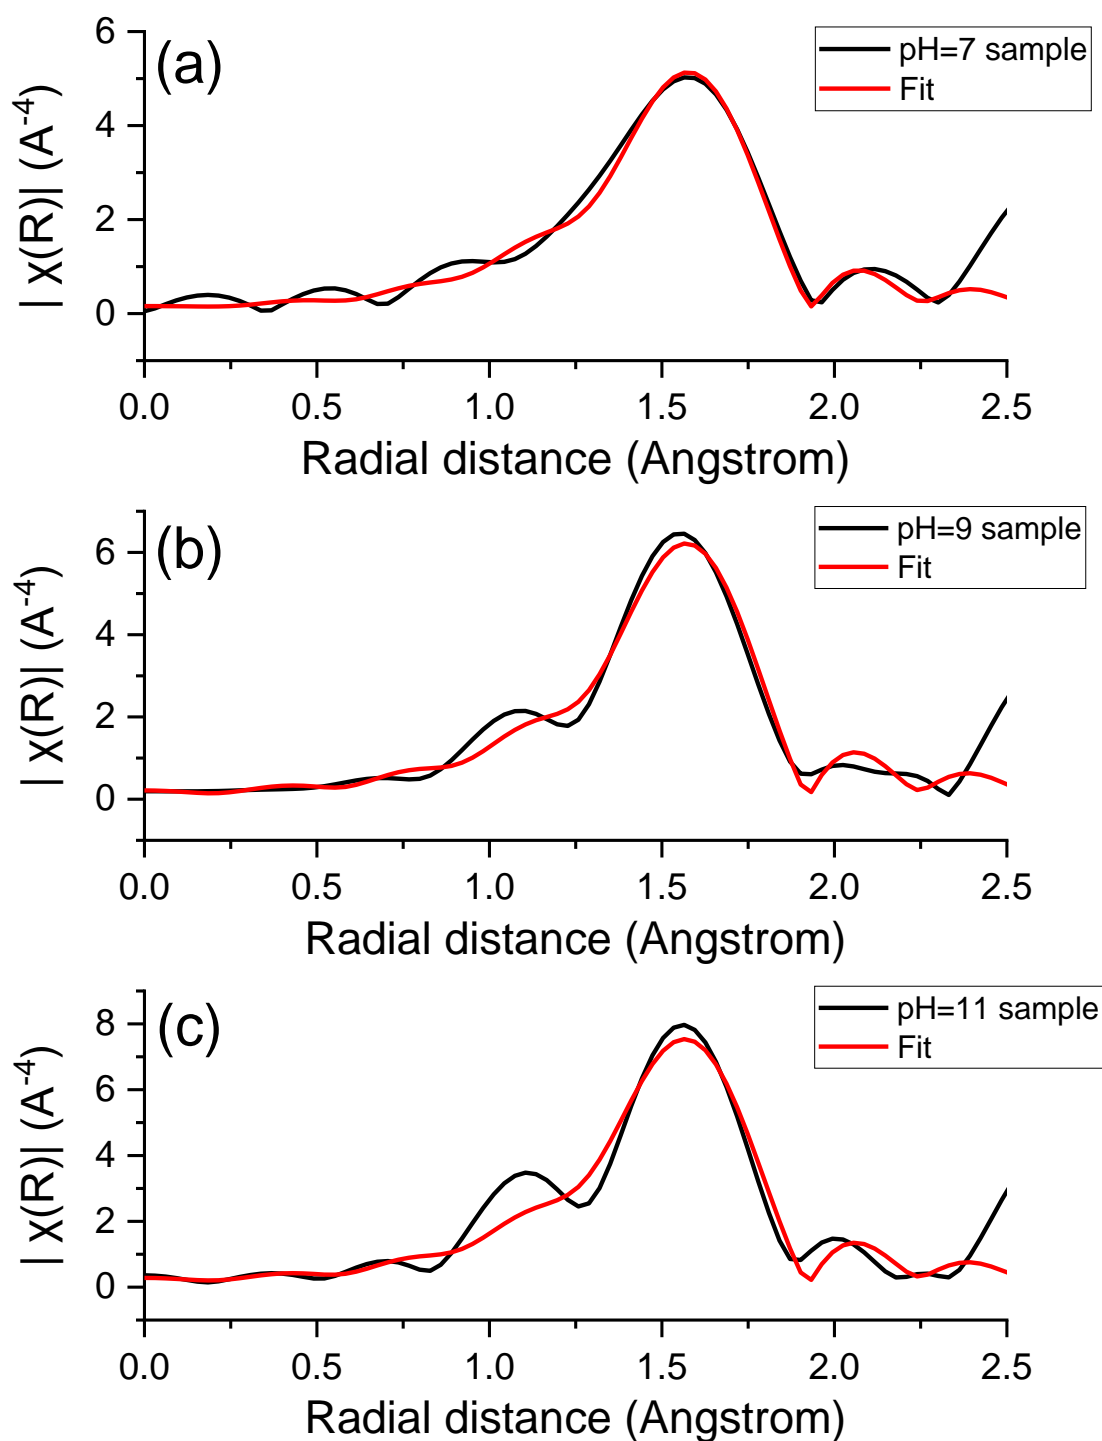 (a)
pH=7 sample
Fit
6
4
2
0
| χ(R)| (A⁻⁴)
0.0 0.5 1.0 1.5 2.0 2.5
Radial distance (Angstrom)
(b)
pH=9 sample
Fit
6
4
2
0
| χ(R)| (A⁻⁴)
0.0 0.5 1.0 1.5 2.0 2.5
Radial distance (Angstrom)
(c)
pH=11 sample
Fit
8
6
4
2
0
| χ(R)| (A⁻⁴)
0.0 0.5 1.0 1.5 2.0 2.5
Radial distance (Angstrom)